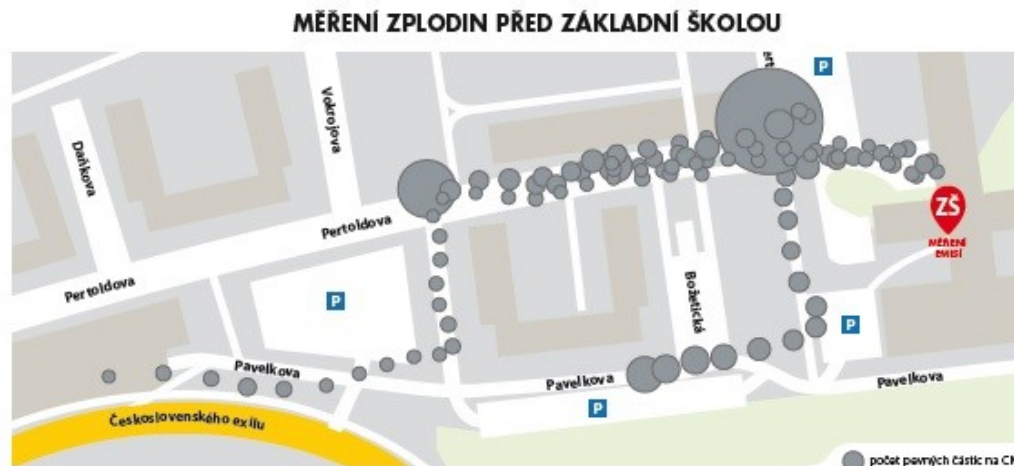 MĚŘENÍ ZPLODIN PŘED ZÁKLADNÍ ŠKOLOU
P
Vokrojova
Daňkova
ZŠ
MĚŘENÍ
EMISÍ
Pertoldova
Pertoldova
P
Božetická
P
Pavelkova
Pavelkova
Pavelkova
P
Československého exilu
počet pevných částic na